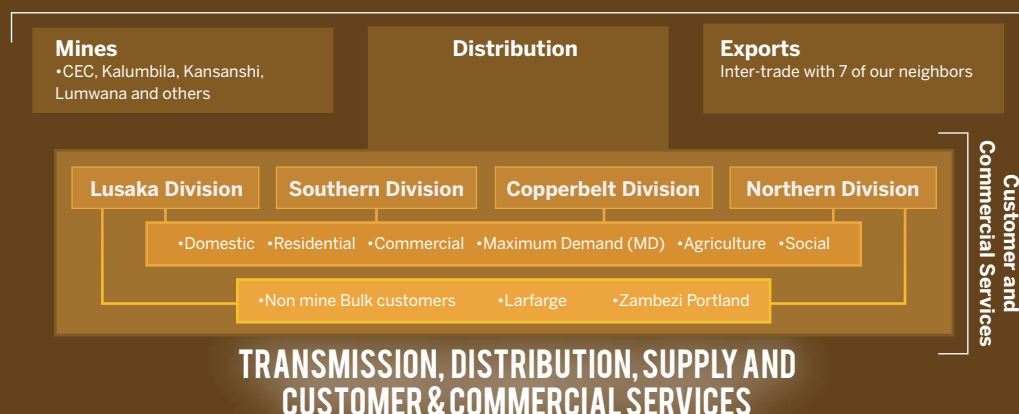 Mines
•CEC, Kalumbila, Kansanshi,
Lumwana and others
Distribution
Exports
Inter-trade with 7 of our neighbors
Lusaka Division
Southern Division
Copperbelt Division
Northern Division
•Domestic •Residential •Commercial •Maximum Demand (MD) •Agriculture •Social
•Non mine Bulk customers •Larfarge •Zambezi Portland
Customer and
Commercial Services
TRANSMISSION, DISTRIBUTION, SUPPLY AND
CUSTOMER & COMMERCIAL SERVICES